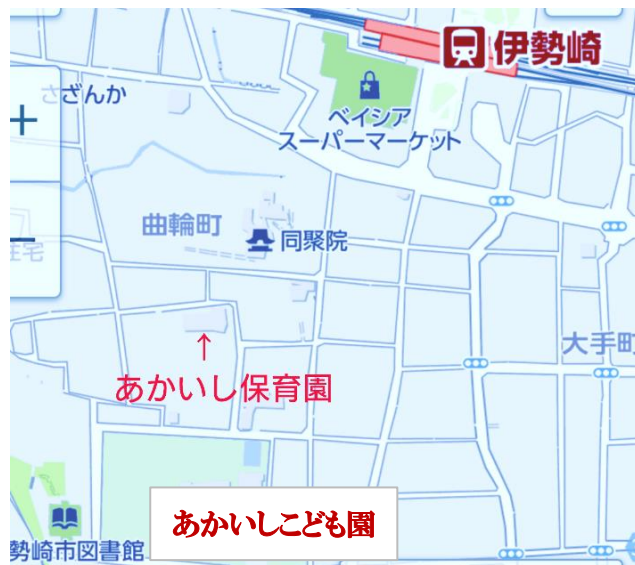 伊勢崎
さざんか
+
ベイシア
スーパーマーケット
曲輪町
同聚院
−
住宅
大手町
↑
あかいし保育園
あかいしこども園
勢崎市図書館